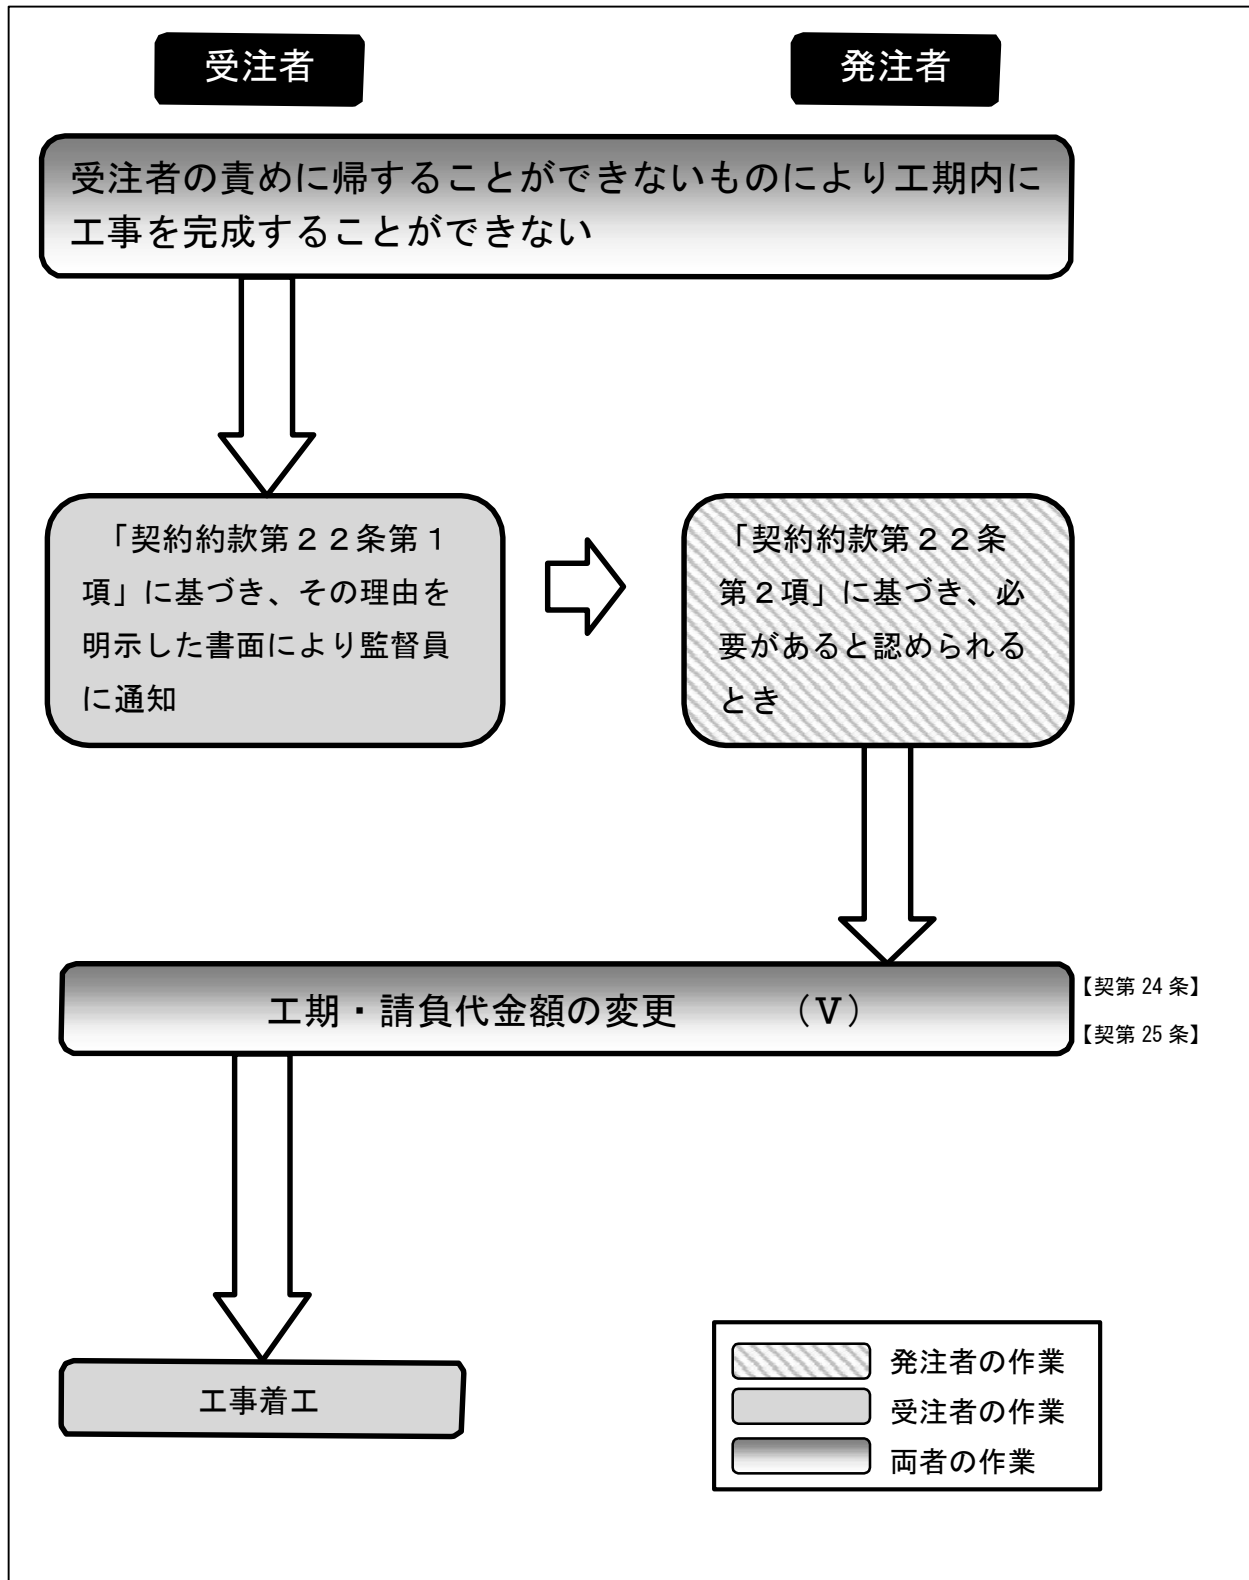 受注者
発注者
受注者の責めに帰することができないものにより工期内に
工事を完成することができない
「契約約款第２２条第１
項」に基づき、その理由を
明示した書面により監督員
に通知
「契約約款第２２条
第２項」に基づき、必
要があると認められる
とき
工期・請負代金額の変更　　　（Ⅴ）
【契第 24 条】
【契第 25 条】
工事着工
発注者の作業
受注者の作業
両者の作業